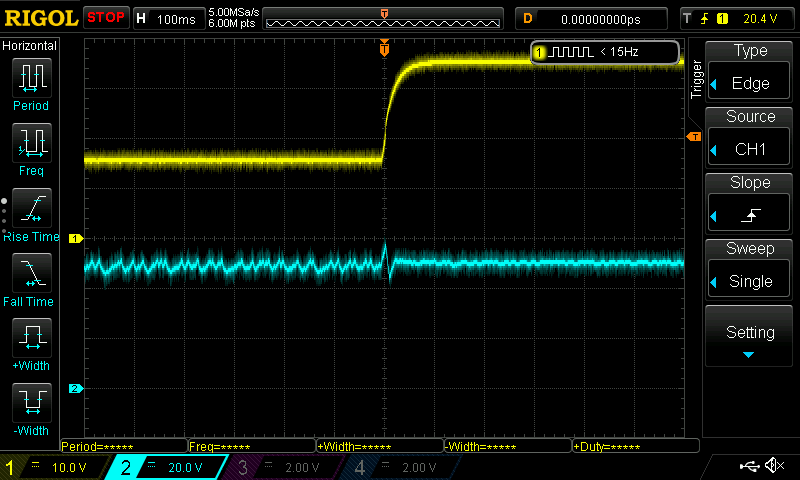 RIGOL STOP H 100ms 5.00MSa/s 6.00M pts D 0.00000000ps T 1 20.4 V
T
Horizontal
Period
Freq
Rise Time
Fall Time
+Width
-Width
T
1 < 15Hz
1
2
T
Trigger
Type
Edge
Source
CH1
Slope
Sweep
Single
Setting
Period=***** Freq=***** +Width=***** -Width=***** +Duty=*****
1 10.0 V 2 20.0 V 3 2.00 V 4 2.00 V